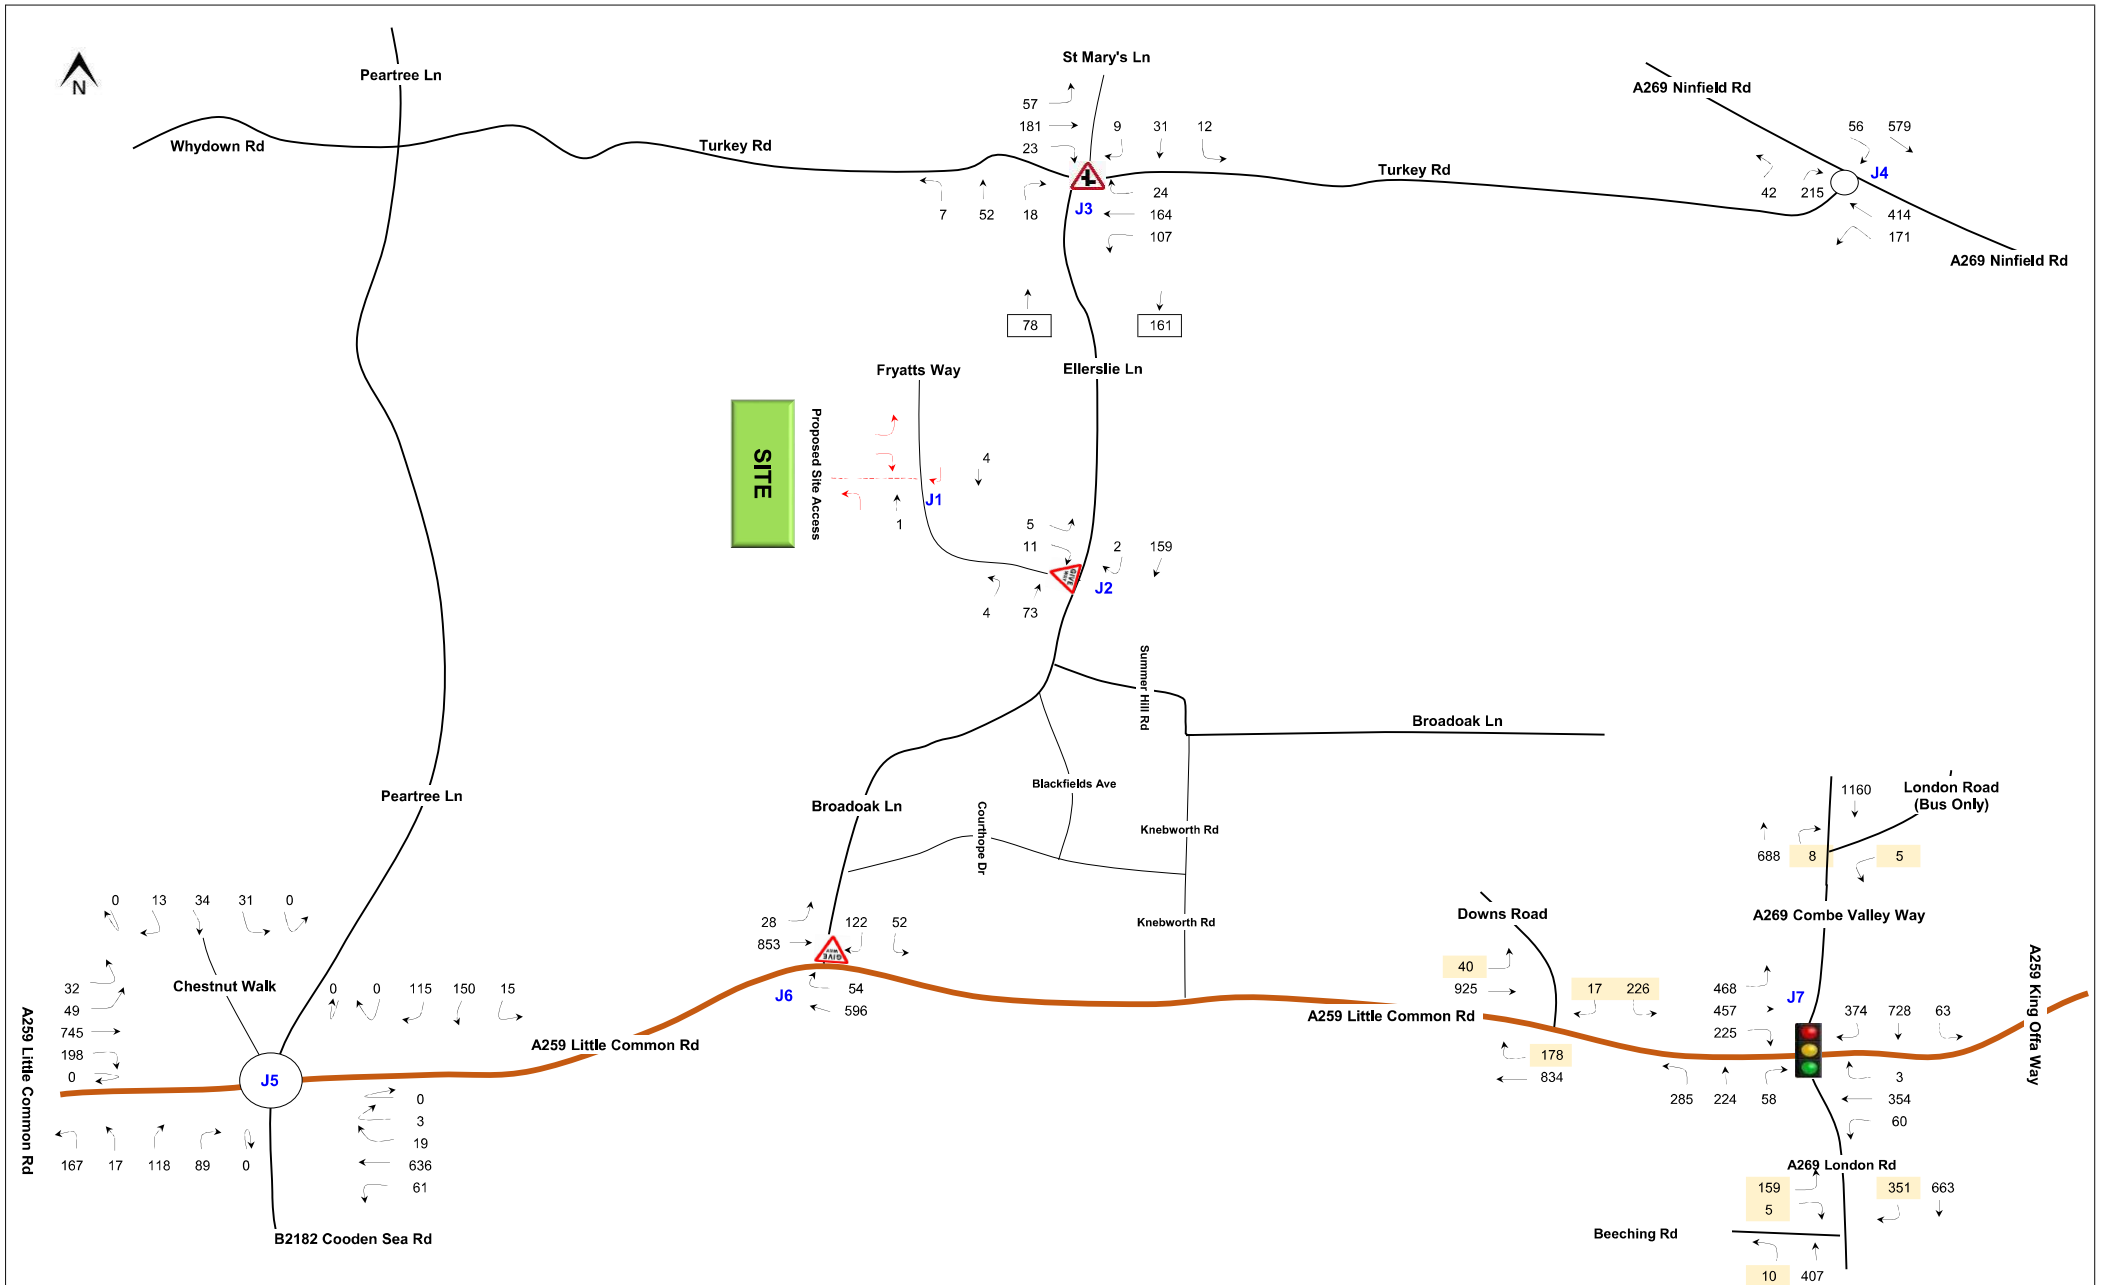 N
Peartree Ln
St Mary's Ln
A269 Ninfield Rd
57
181 9 31 12
23
56 579
Whydown Rd
Turkey Rd
Turkey Rd
J4
42 215
7 52 18
J3
24
164
107
414
171
A269 Ninfield Rd
78 161
Fryatts Way
Ellerslie Ln
SITE
Proposed Site Access
4
J1
1
5
11 2 159
GIVE WAY
J2
4 73
Summer Hill Rd
Broadoak Ln
Blackfields Ave
Peartree Ln
Broadoak Ln
Courthope Dr
Knebworth Rd
1160
London Road
(Bus Only)
688 8 5
0 13 34 31 0
28 122 52
853
GIVE WAY
Knebworth Rd
Downs Road
A269 Combe Valley Way
A259 Little Common Rd
32
49
745
198
0
Chestnut Walk
0 0 115 150 15
J6
54
596
40
925
17 226
468
457
225
J7
374 728 63
A259 King Offa Way
A259 Little Common Rd
A259 Little Common Rd
J5
178
834
285 224 58
3
354
60
0
3
19
636
61
167 17 118 89 0
A269 London Rd
159
5
351 663
B2182 Cooden Sea Rd
Beeching Rd
10 407